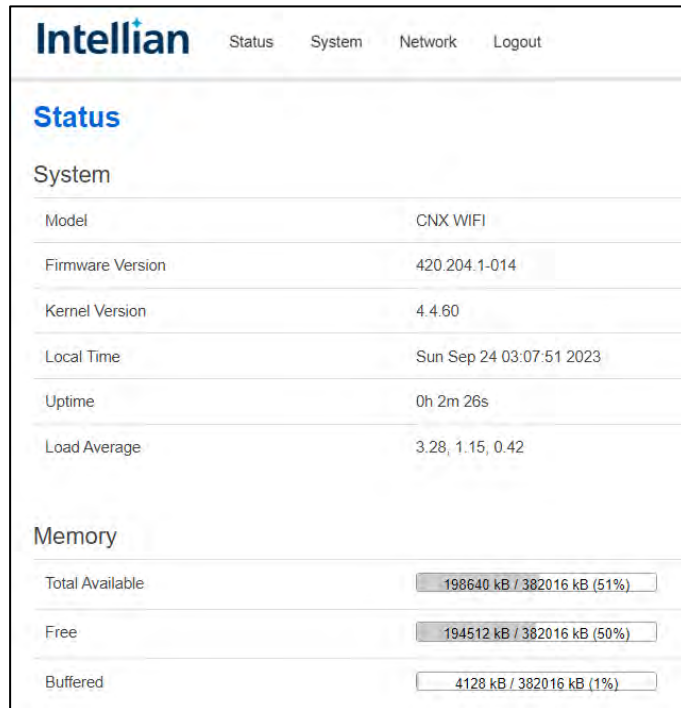 Intellian Status System Network Logout
Status
System
Model CNX WIFI
Firmware Version 420.204.1-014
Kernel Version 4.4.60
Local Time Sun Sep 24 03:07:51 2023
Uptime 0h 2m 26s
Load Average 3.28, 1.15, 0.42
Memory
Total Available 198640 kB / 382016 kB (51%)
Free 194512 kB / 382016 kB (50%)
Buffered 4128 kB / 382016 kB (1%)